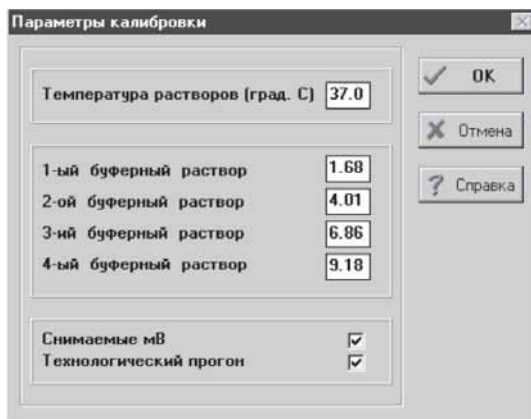 Параметры калибровки
Температура растворов (град. С) 37.0
1-ый буферный раствор 1.68
2-ой буферный раствор 4.01
3-ий буферный раствор 6.86
4-ый буферный раствор 9.18
Снимаемые мВ
Технологический прогон
OK
Отмена
? Справка